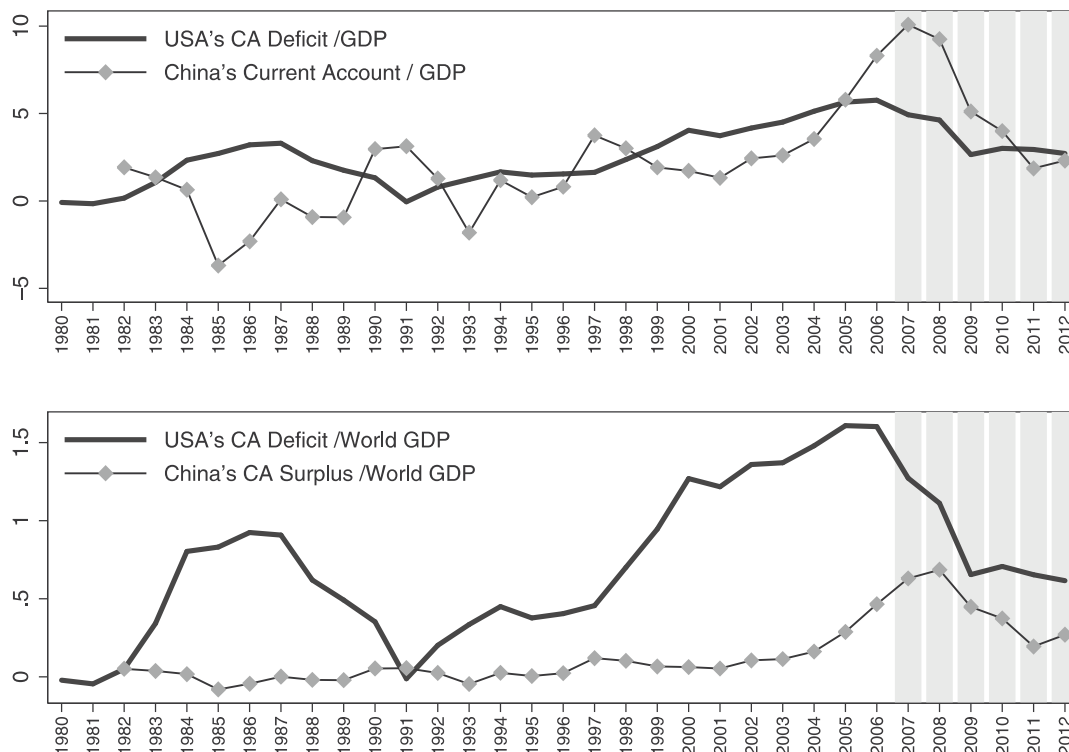 USA's CA Deficit /GDP
China's Current Account / GDP
10
5
0
−5
1980 1981 1982 1983 1984 1985 1986 1987 1988 1989 1990 1991 1992 1993 1994 1995 1996 1997 1998 1999 2000 2001 2002 2003 2004 2005 2006 2007 2008 2009 2010 2011 2012
USA's CA Deficit /World GDP
China's CA Surplus /World GDP
1.5
1
.5
0
1980 1981 1982 1983 1984 1985 1986 1987 1988 1989 1990 1991 1992 1993 1994 1995 1996 1997 1998 1999 2000 2001 2002 2003 2004 2005 2006 2007 2008 2009 2010 2011 2012